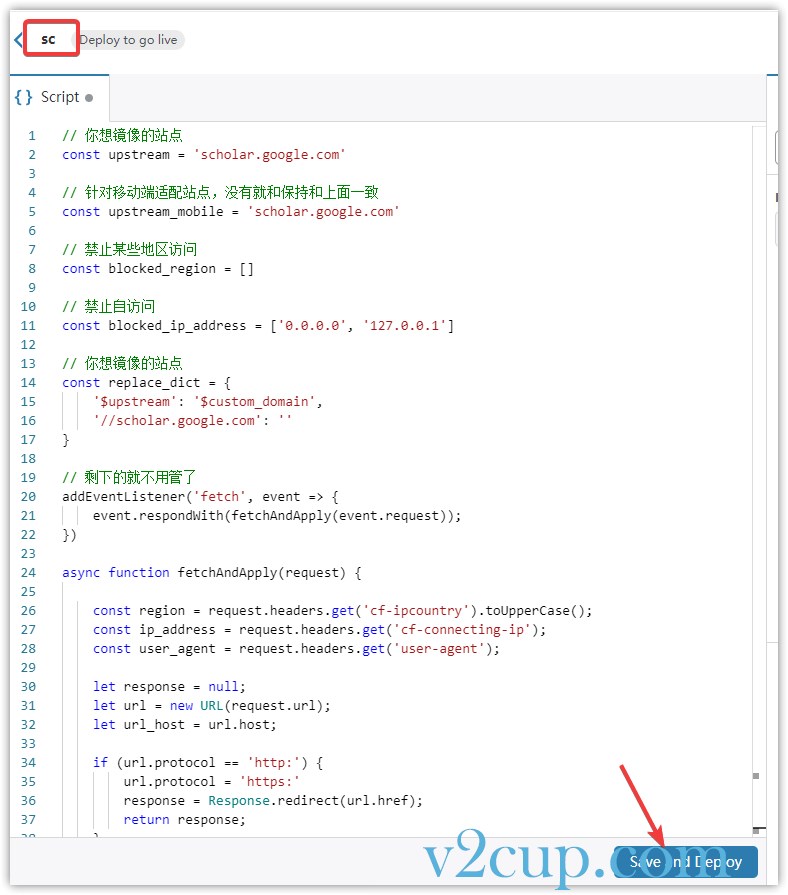 sc Deploy to go live
{} Script
1 // 你想镜像的站点
2 const upstream = 'scholar.google.com'
3
4 // 针对移动端适配站点，没有就和保持和上面一致
5 const upstream_mobile = 'scholar.google.com'
6
7 // 禁止某些地区访问
8 const blocked_region = []
9
10 // 禁止自访问
11 const blocked_ip_address = ['0.0.0.0', '127.0.0.1']
12
13 // 你想镜像的站点
14 const replace_dict = {
15     '$upstream': '$custom_domain',
16     '//scholar.google.com': ''
17 }
18
19 // 剩下的就不用管了
20 addEventListener('fetch', event => {
21     event.respondWith(fetchAndApply(event.request));
22 })
23
24 async function fetchAndApply(request) {
25
26     const region = request.headers.get('cf-ipcountry').toUpperCase();
27     const ip_address = request.headers.get('cf-connecting-ip');
28     const user_agent = request.headers.get('user-agent');
29
30     let response = null;
31     let url = new URL(request.url);
32     let url_host = url.host;
33
34     if (url.protocol == 'http:') {
35         url.protocol = 'https:'
36         response = Response.redirect(url.href);
37         return response;
38     }
Save and Deploy
v2cup.com